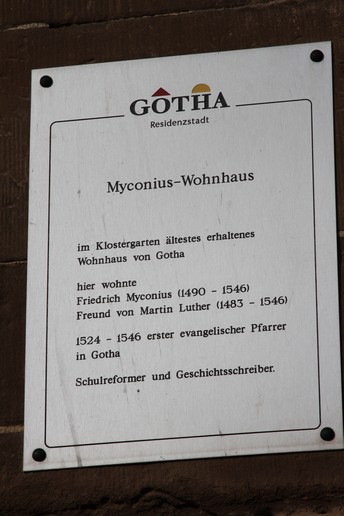 GOTHA
Residenzstadt
Myconius-Wohnhaus
im Klostergarten ältestes erhaltenes
Wohnhaus von Gotha
hier wohnte
Friedrich Myconius (1490 - 1546)
Freund von Martin Luther (1483 - 1546)
1524 - 1546 erster evangelischer Pfarrer
in Gotha
Schulreformer und Geschichtsschreiber.